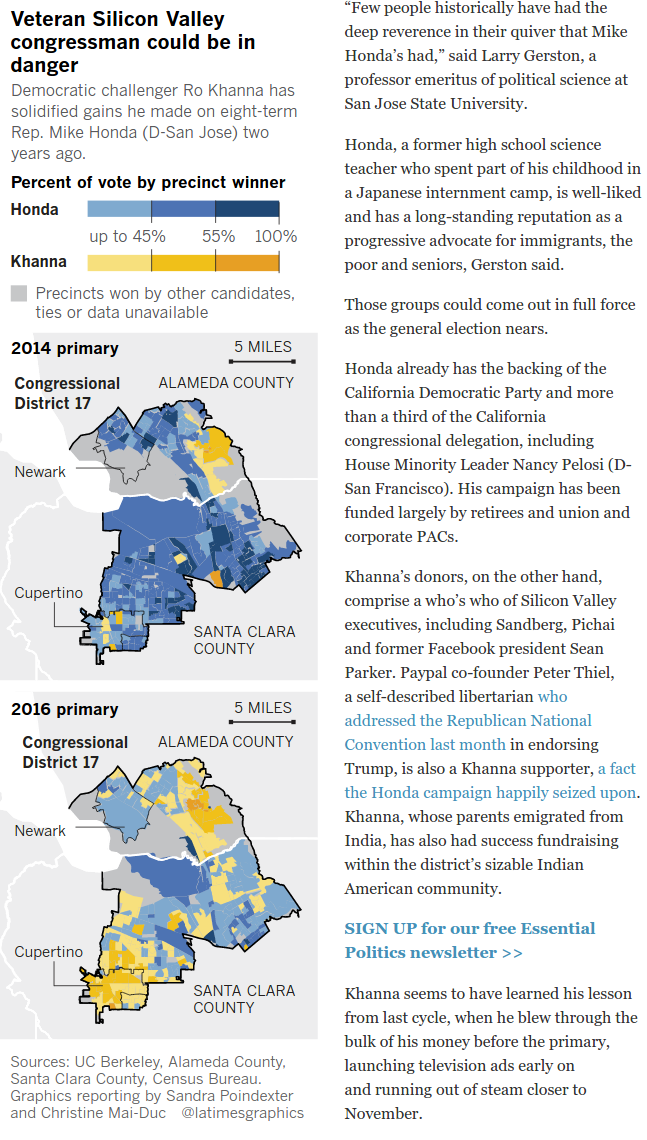 Veteran Silicon Valley
congressman could be in
danger
Democratic challenger Ro Khanna has
solidified gains he made on eight-term
Rep. Mike Honda (D-San Jose) two
years ago.
Percent of vote by precinct winner
Honda
up to 45% 55% 100%
Khanna
Precincts won by other candidates,
ties or data unavailable
2014 primary
5 MILES
Congressional
District 17
ALAMEDA COUNTY
Newark
Cupertino
SANTA CLARA
COUNTY
2016 primary
5 MILES
Congressional
District 17
ALAMEDA COUNTY
Newark
Cupertino
SANTA CLARA
COUNTY
Sources: UC Berkeley, Alameda County,
Santa Clara County, Census Bureau.
Graphics reporting by Sandra Poindexter
and Christine Mai-Duc @latimesgraphics
“Few people historically have had the
deep reverence in their quiver that Mike
Honda’s had,” said Larry Gerston, a
professor emeritus of political science at
San Jose State University.
Honda, a former high school science
teacher who spent part of his childhood in
a Japanese internment camp, is well-liked
and has a long-standing reputation as a
progressive advocate for immigrants, the
poor and seniors, Gerston said.
Those groups could come out in full force
as the general election nears.
Honda already has the backing of the
California Democratic Party and more
than a third of the California
congressional delegation, including
House Minority Leader Nancy Pelosi (D-
San Francisco). His campaign has been
funded largely by retirees and union and
corporate PACs.
Khanna’s donors, on the other hand,
comprise a who’s who of Silicon Valley
executives, including Sandberg, Pichai
and former Facebook president Sean
Parker. Paypal co-founder Peter Thiel,
a self-described libertarian who
addressed the Republican National
Convention last month in endorsing
Trump, is also a Khanna supporter, a fact
the Honda campaign happily seized upon.
Khanna, whose parents emigrated from
India, has also had success fundraising
within the district’s sizable Indian
American community.
SIGN UP for our free Essential
Politics newsletter >>
Khanna seems to have learned his lesson
from last cycle, when he blew through the
bulk of his money before the primary,
launching television ads early on
and running out of steam closer to
November.